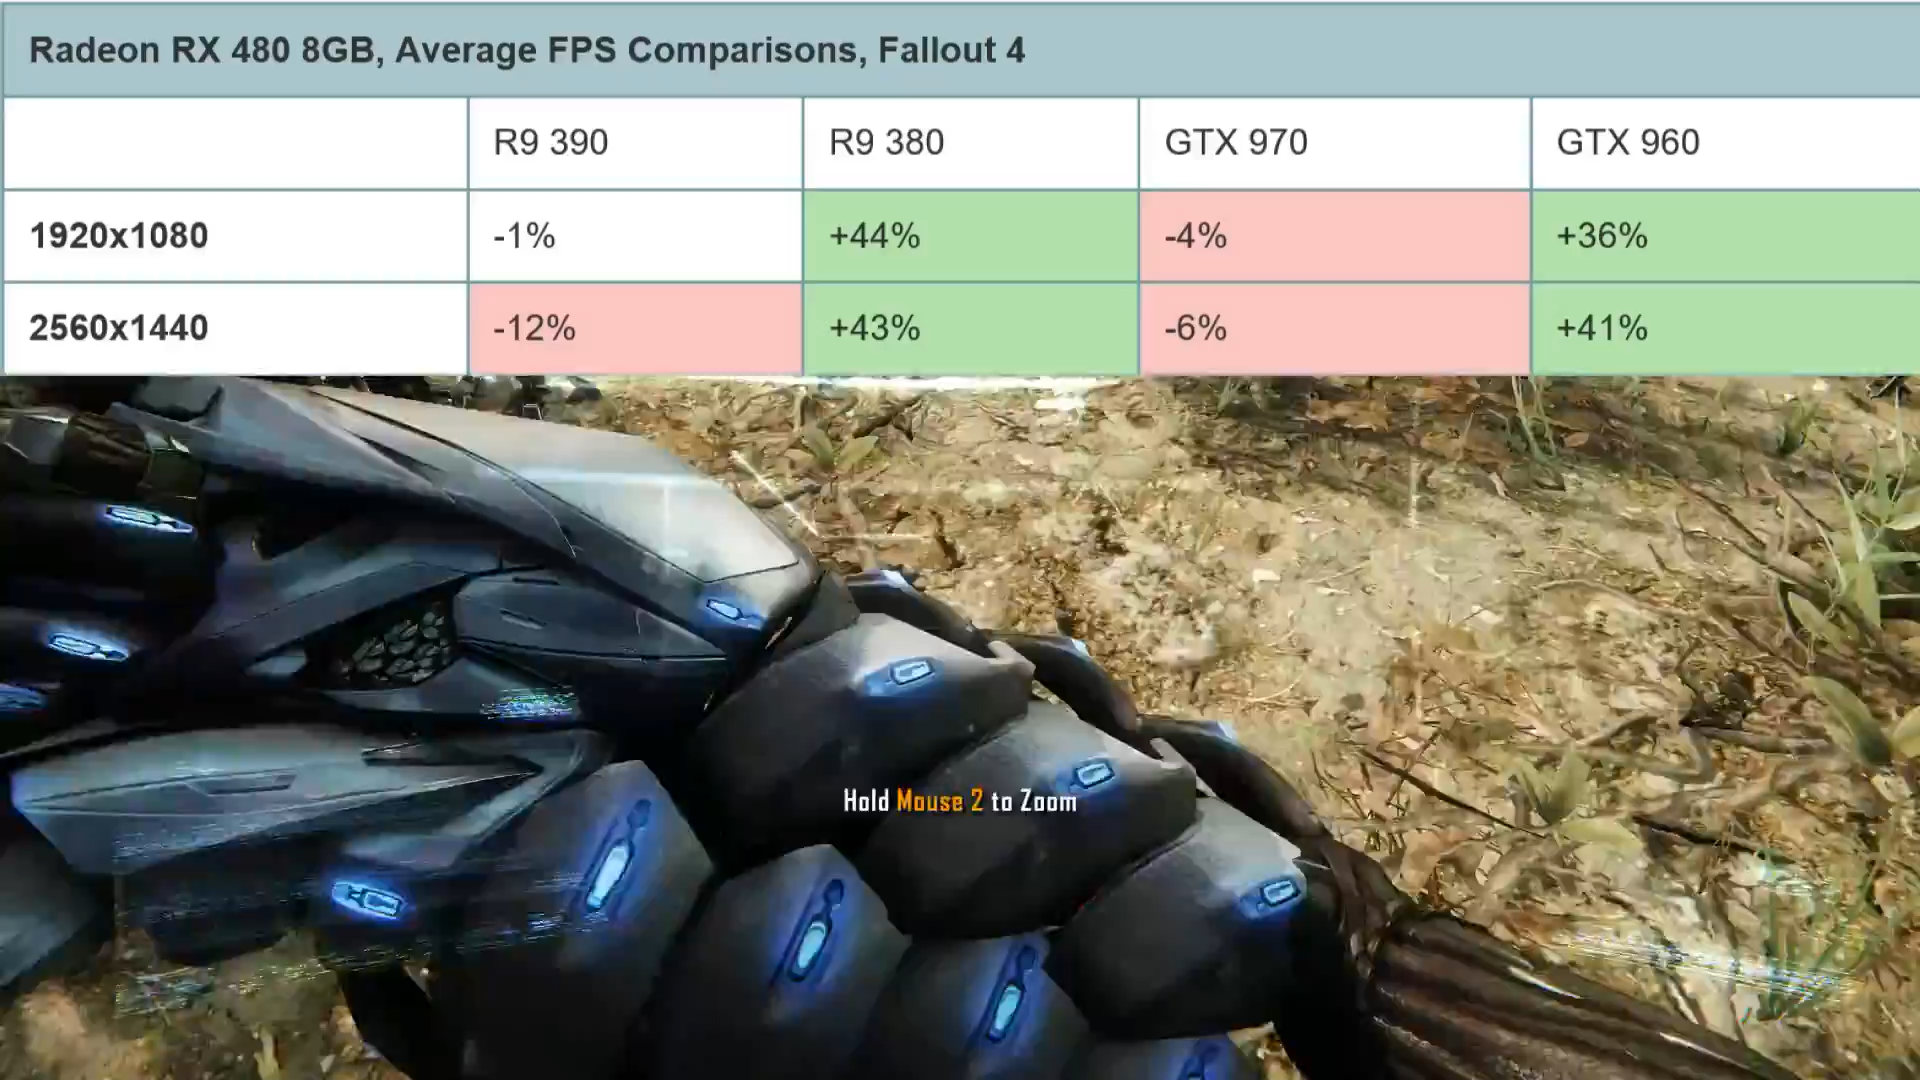 Radeon RX 480 8GB, Average FPS Comparisons, Fallout 4
R9 390 R9 380 GTX 970 GTX 960
1920x1080 -1% +44% -4% +36%
2560x1440 -12% +43% -6% +41%
Hold Mouse 2 to Zoom